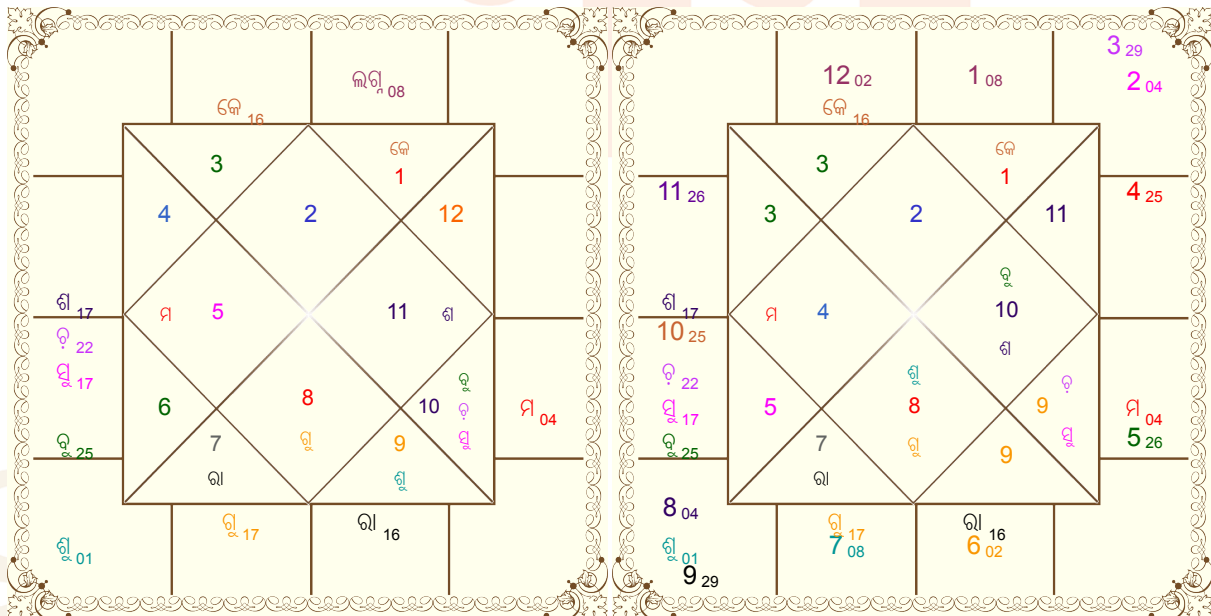 ଲଗ୍ନ 08
କେ 16
3
କେ
1
4
2
12
ଶ 17
ମ
5
11
ଶ
ଚ଼ 22
ସୁ 17
6
8
ବୁ
10
ଚ଼
ମ 04
ବୁ 25
7
ଗୁ
9
ସୁ
ରା
ଶୁ
ଶୁ 01
ଗୁ 17
ରା 16
3 29
12 02
1 08
2 04
କେ 16
3
କେ
1
11 26
4 25
3
2
11
ବୁ
ଶ 17
ମ
4
10
10 25
ଶ
ଚ଼ 22
ଶୁ
ଚ଼
ସୁ 17
5
8
9
ମ 04
ବୁ 25
7
ଗୁ
ସୁ
5 26
9
ରା
8 04
ଗୁ 17
ରା 16
ଶୁ 01
7 08
6 02
9 29